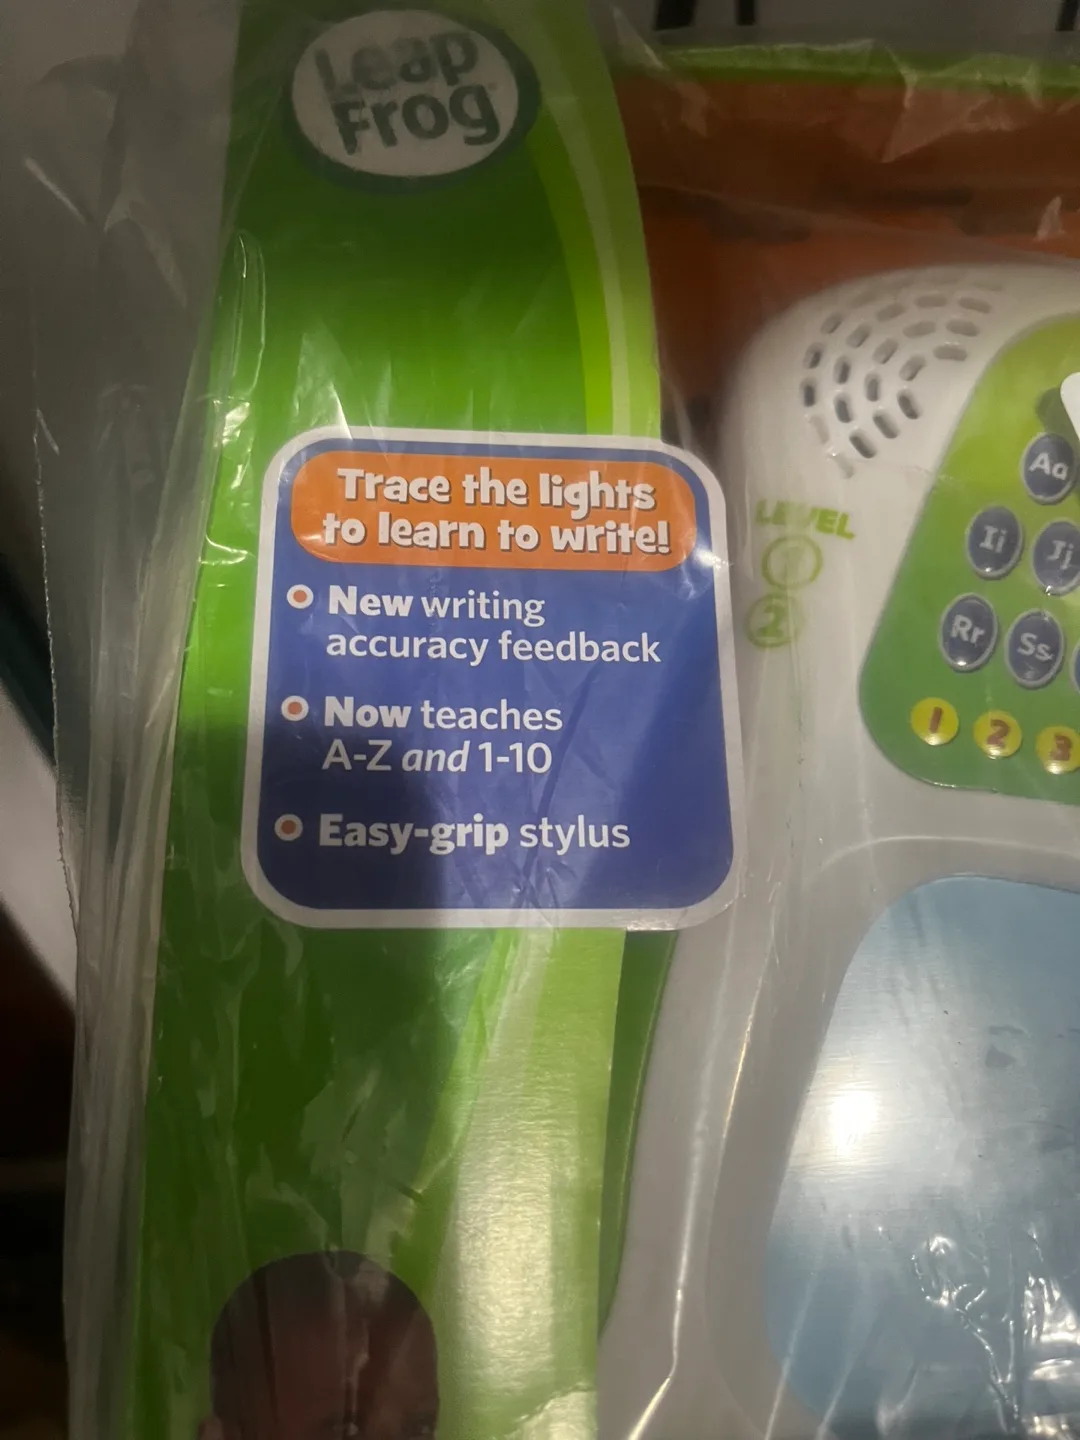 Leap
Frog
Trace the lights
to learn to write!
New writing
accuracy feedback
Now teaches
A-Z and 1-10
Easy-grip stylus
LEVEL
1
2
Aa
Ii Jj
Rr Ss
1 2 3